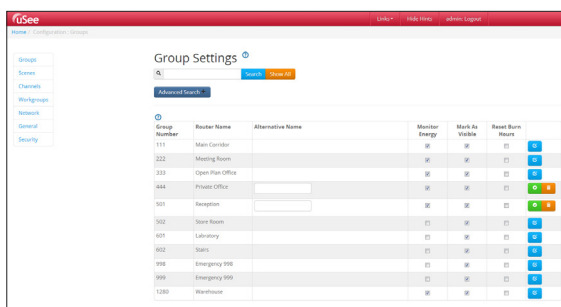 uSee
Links Hide Hints admin: Logout
Home / Configuration: Groups
Groups
Scenes
Channels
Workgroups
Network
General
Security
Group Settings
Search Show All
Advanced Search
Group Number Router Name Alternative Name Monitor Energy Mark As Visible Reset Burn Hours
111 Main Corridor
222 Meeting Room
333 Open Plan Office
444 Private Office
501 Reception
502 Store Room
601 Labratory
602 Stairs
998 Emergency 998
999 Emergency 999
1280 Warehouse